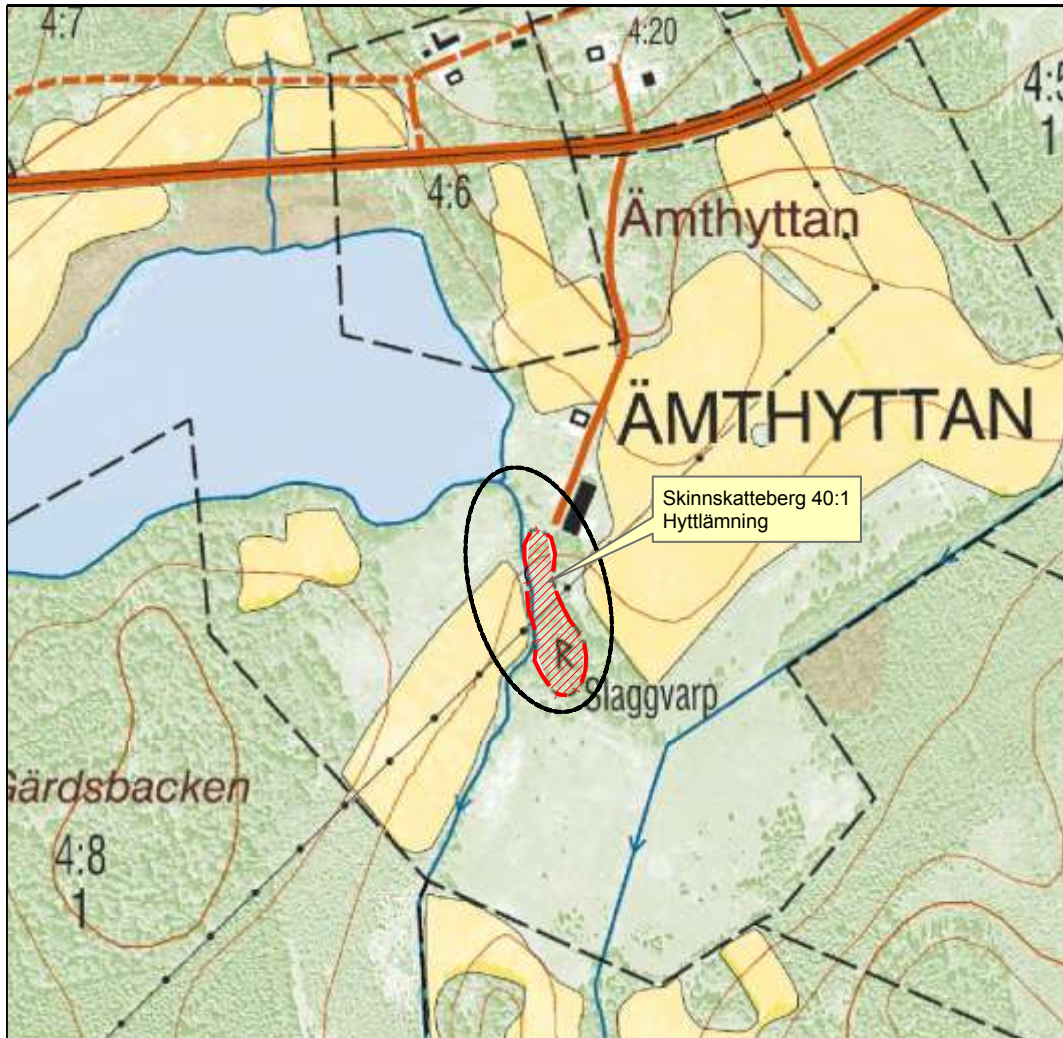 4:7
4:20
4:5
1
4:6
Ämthyttan
ÄMTHYTTAN
Skinnskatteberg 40:1
Hyttlämning
R
Slaggvarp
Gärdsbacken
4:8
1